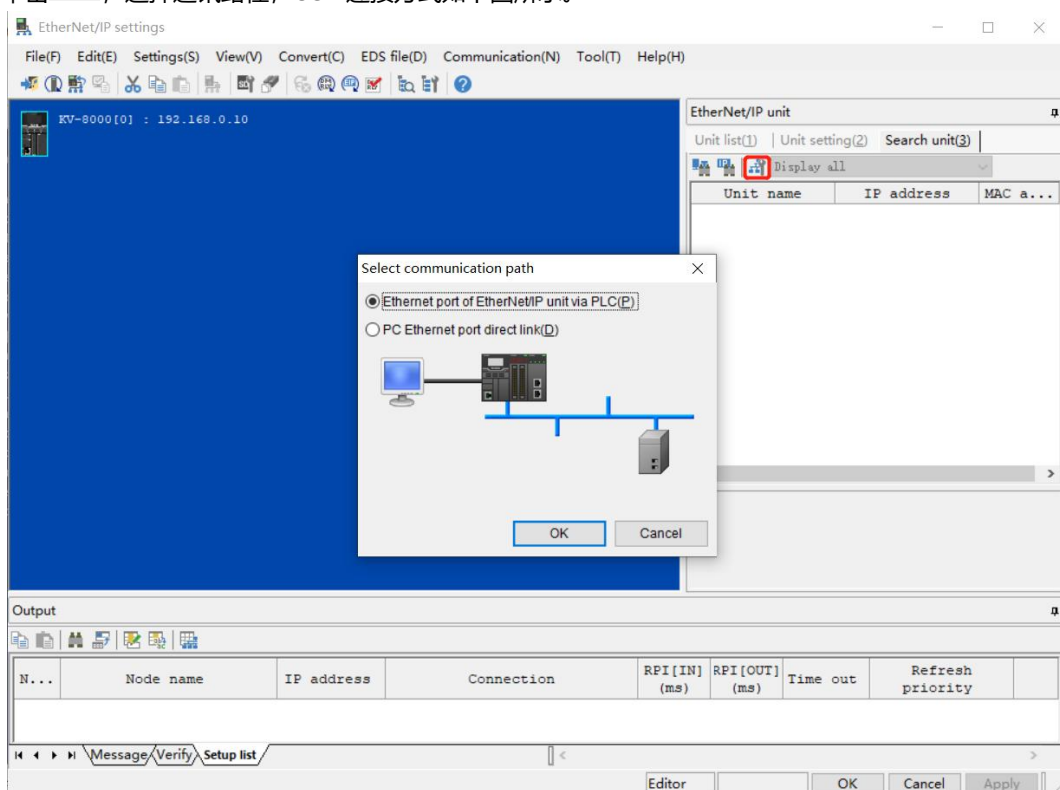 EtherNet/IP settings
File(F) Edit(E) Settings(S) View(V) Convert(C) EDS file(D) Communication(N) Tool(T) Help(H)
KV-8000[0] : 192.168.0.10
EtherNet/IP unit
Unit list(1) Unit setting(2) Search unit(3)
Display all
Unit name IP address MAC a...
Select communication path
Ethernet port of EtherNet/IP unit via PLC(P)
PC Ethernet port direct link(D)
OK Cancel
Output
N... Node name IP address Connection RPI[IN] (ms) RPI[OUT] (ms) Time out Refresh priority
Message Verify Setup list
Editor OK Cancel Apply